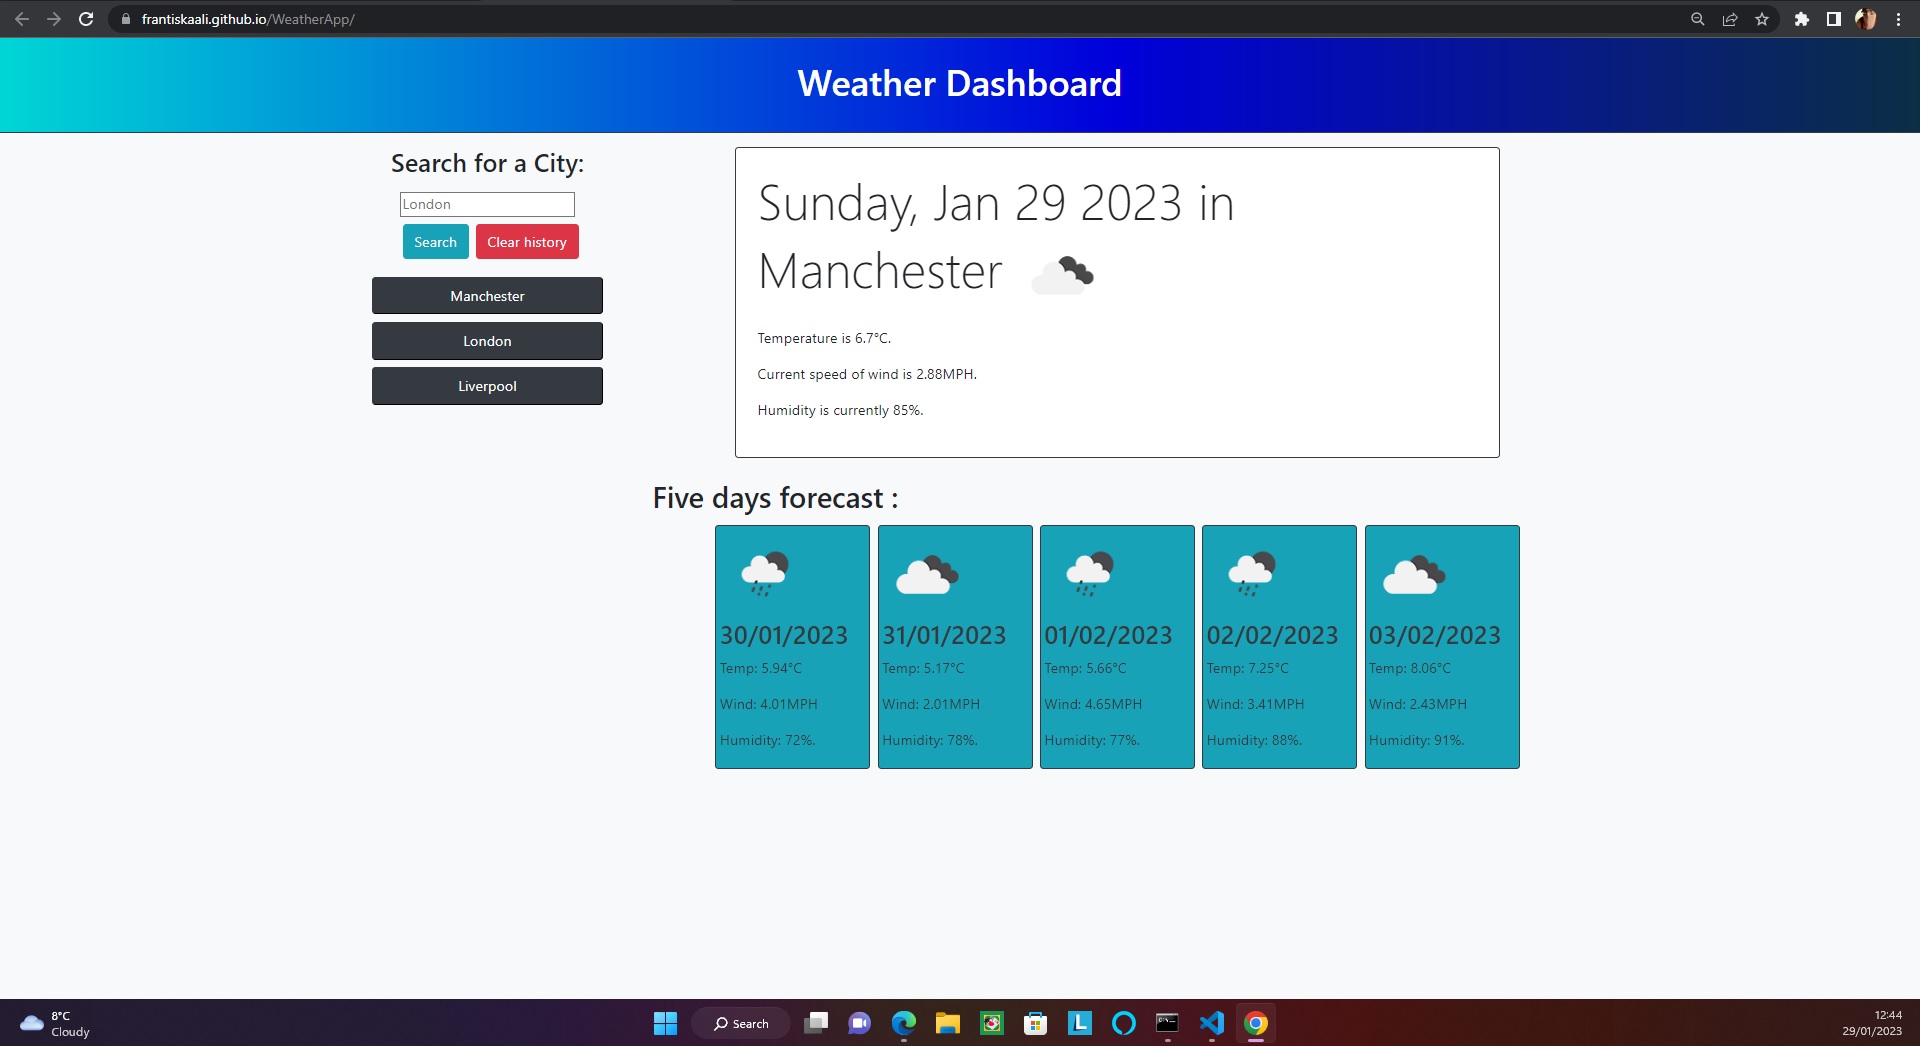 frantiskaali.github.io/WeatherApp/
Weather Dashboard
Search for a City:
London
Search Clear history
Manchester
London
Liverpool
Sunday, Jan 29 2023 in
Manchester
Temperature is 6.7°C.
Current speed of wind is 2.88MPH.
Humidity is currently 85%.
Five days forecast :
30/01/2023
Temp: 5.94°C
Wind: 4.01MPH
Humidity: 72%.
31/01/2023
Temp: 5.17°C
Wind: 2.01MPH
Humidity: 78%.
01/02/2023
Temp: 5.66°C
Wind: 4.65MPH
Humidity: 77%.
02/02/2023
Temp: 7.25°C
Wind: 3.41MPH
Humidity: 88%.
03/02/2023
Temp: 8.06°C
Wind: 2.43MPH
Humidity: 91%.
8°C
Cloudy
Search
L
12:44
29/01/2023